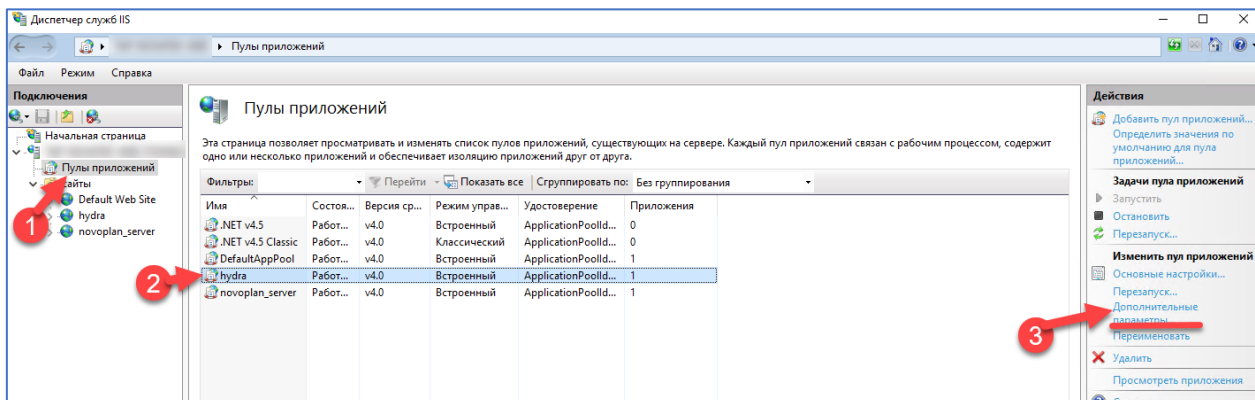 Диспетчер служб IIS
Пулы приложений
Файл Режим Справка
Подключения
Начальная страница
Пулы приложений
сайты
Default Web Site
hydra
novoplan_server
1
Пулы приложений
Эта страница позволяет просматривать и изменять список пулов приложений, существующих на сервере. Каждый пул приложений связан с рабочим процессом, содержит
одно или несколько приложений и обеспечивает изоляцию приложений друг от друга.
Фильтры: Перейти Показать все Сгруппировать по: Без группирования
Имя Состоя... Версия ср... Режим управ... Удостоверение Приложения
.NET v4.5 Работ... v4.0 Встроенный ApplicationPoolId... 0
.NET v4.5 Classic Работ... v4.0 Классический ApplicationPoolId... 0
DefaultAppPool Работ... v4.0 Встроенный ApplicationPoolId... 1
hydra Работ... v4.0 Встроенный ApplicationPoolId... 1
novoplan_server Работ... v4.0 Встроенный ApplicationPoolId... 1
2
Действия
Добавить пул приложений...
Определить значения по
умолчанию для пула
приложений...
Задачи пула приложений
Запустить
Остановить
Перезапуск...
Изменить пул приложений
Основные настройки...
Перезапуск...
Дополнительные
параметры
Переименовать
3
Удалить
Просмотреть приложения